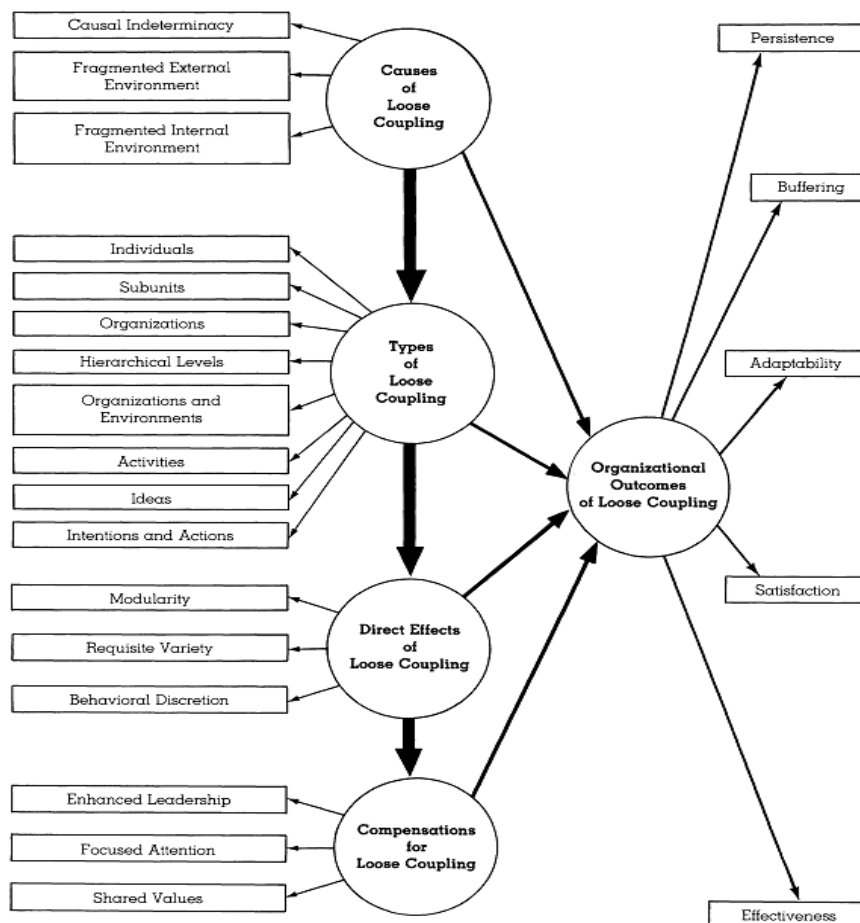 Causal Indeterminacy
Fragmented External
Environment
Fragmented Internal
Environment
Causes
of
Loose
Coupling
Individuals
Subunits
Organizations
Hierarchical Levels
Organizations and
Environments
Activities
Ideas
Intentions and Actions
Types
of
Loose
Coupling
Modularity
Requisite Variety
Behavioral Discretion
Direct Effects
of
Loose Coupling
Enhanced Leadership
Focused Attention
Shared Values
Compensations
for
Loose Coupling
Organizational
Outcomes
of Loose Coupling
Persistence
Buffering
Adaptability
Satisfaction
Effectiveness